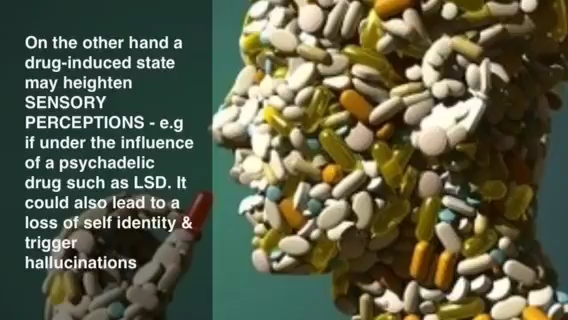 On the other hand a
drug-induced state
may heighten
SENSORY
PERCEPTIONS - e.g
if under the influence
of a psychadelic
drug such as LSD. It
could also lead to a
loss of self identity &
trigger
hallucinations